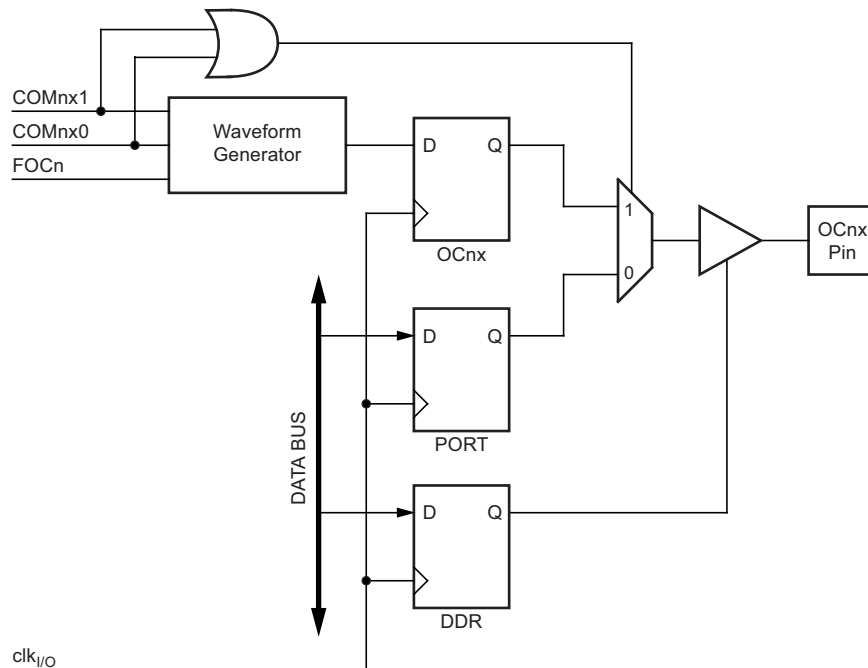 COMnx1
COMnx0
FOCn
Waveform
Generator
D
Q
OCnx
1
0
OCnx
Pin
D
Q
PORT
DATA BUS
D
Q
DDR
clkI/O